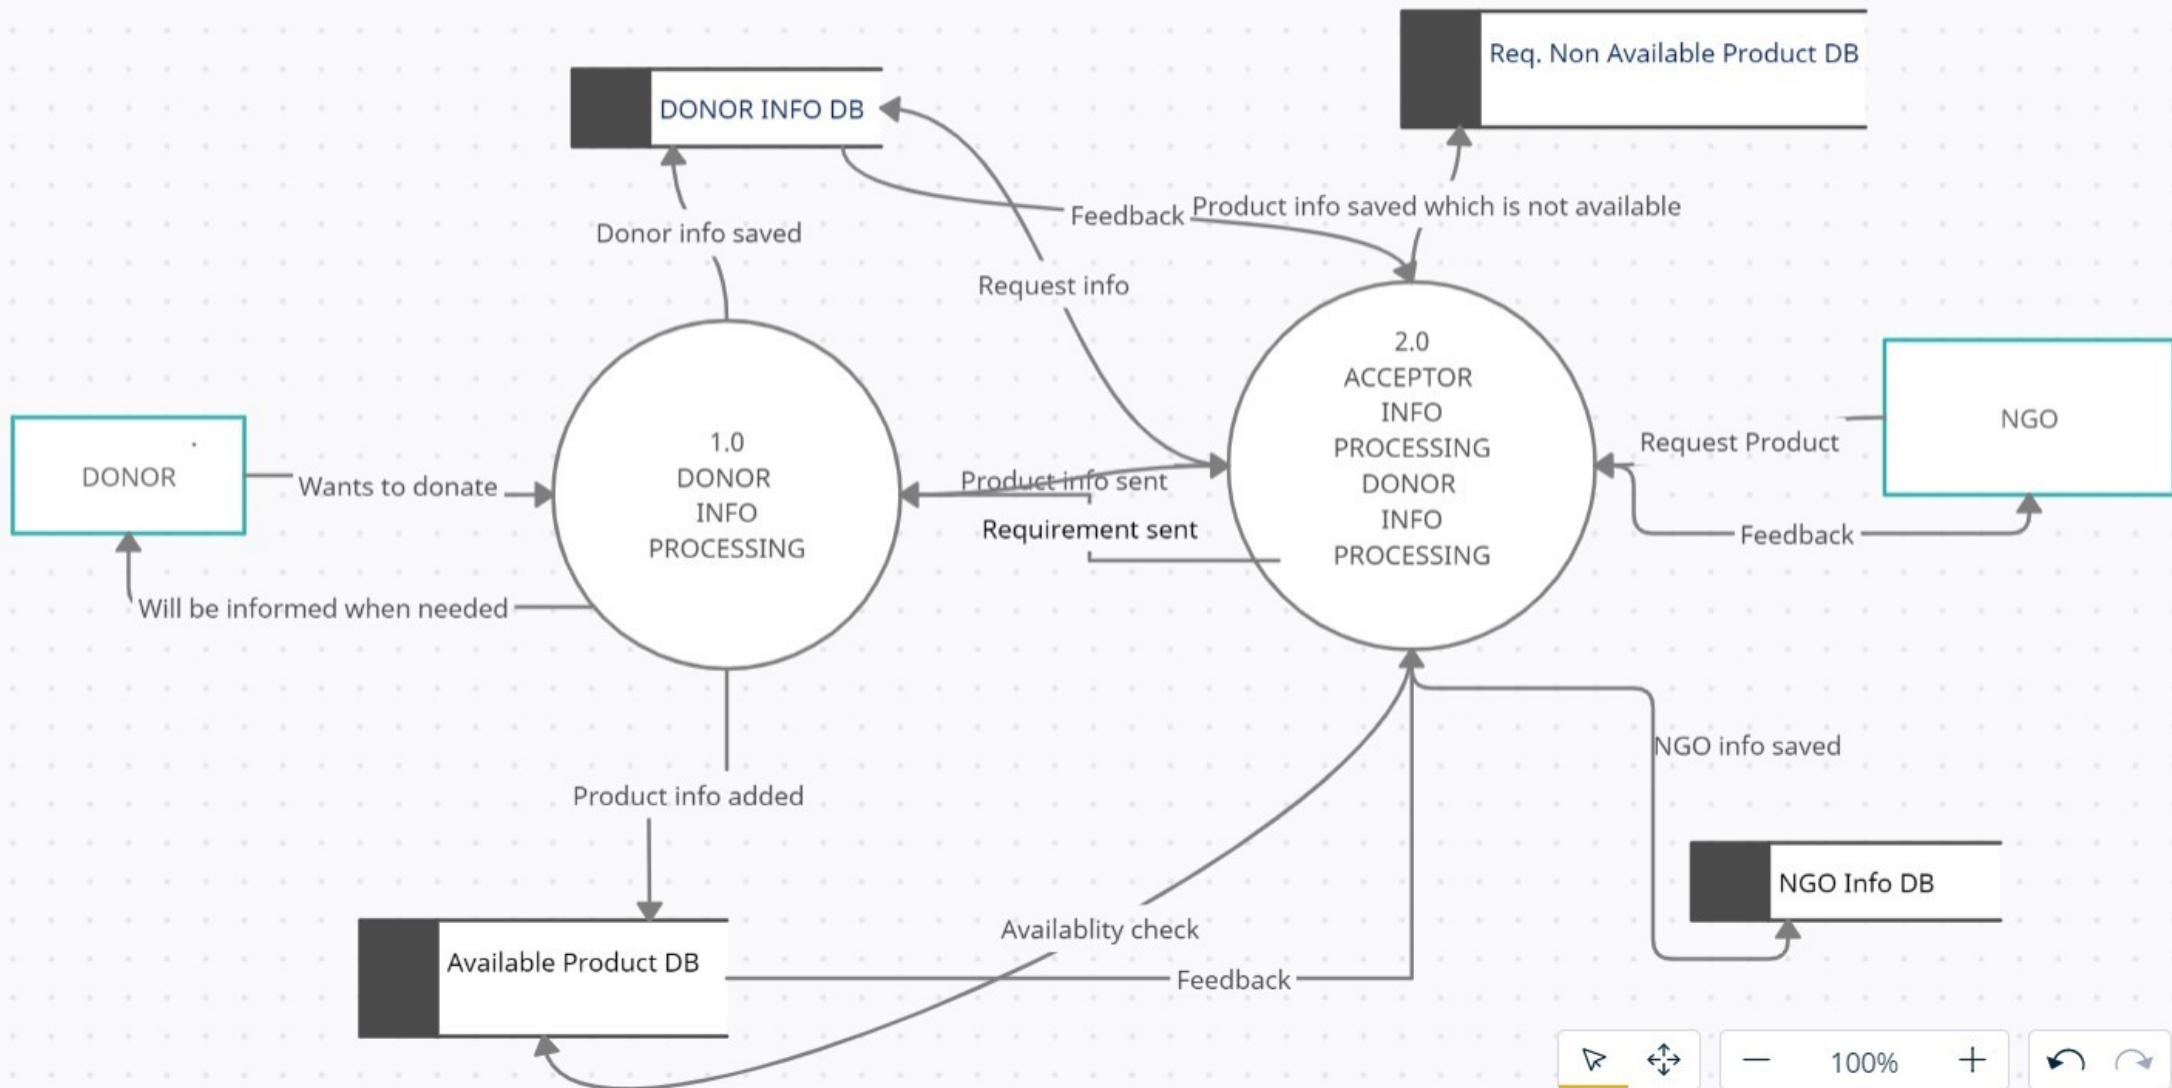 Req. Non Available Product DB
DONOR INFO DB
Feedback
Product info saved which is not available
Donor info saved
Request info
2.0
ACCEPTOR
INFO
PROCESSING
DONOR
INFO
PROCESSING
NGO
Request Product
1.0
DONOR
INFO
PROCESSING
DONOR
Wants to donate
Product info sent
Requirement sent
Feedback
Will be informed when needed
NGO info saved
Product info added
NGO Info DB
Availablity check
Available Product DB
Feedback
100%